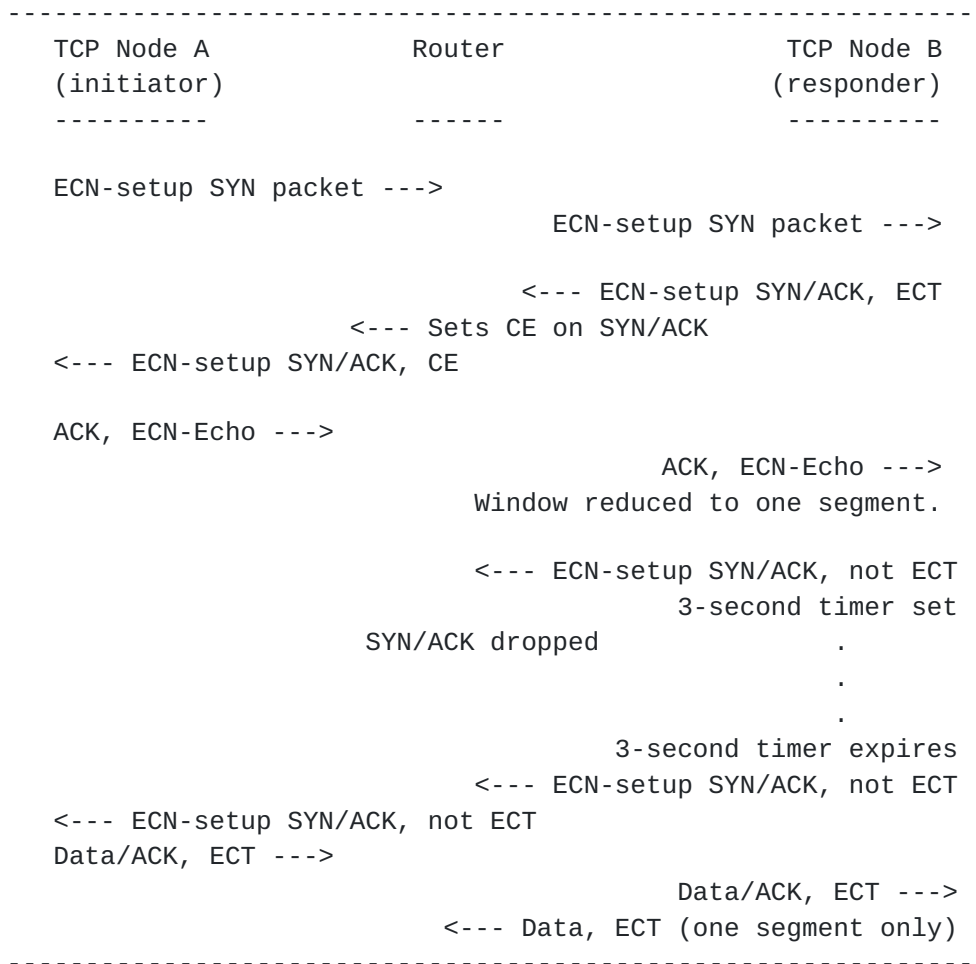 ---------------------------------------------------------------
TCP Node A             Router                  TCP Node B
(initiator)                                   (responder)
----------             ------                  ----------
ECN-setup SYN packet --->
ECN-setup SYN packet --->
<--- ECN-setup SYN/ACK, ECT
<--- Sets CE on SYN/ACK
<--- ECN-setup SYN/ACK, CE
ACK, ECN-Echo --->
ACK, ECN-Echo --->
Window reduced to one segment.
<--- ECN-setup SYN/ACK, not ECT
3-second timer set
SYN/ACK dropped               .
.
.
3-second timer expires
<--- ECN-setup SYN/ACK, not ECT
<--- ECN-setup SYN/ACK, not ECT
Data/ACK, ECT --->
Data/ACK, ECT --->
<--- Data, ECT (one segment only)
---------------------------------------------------------------